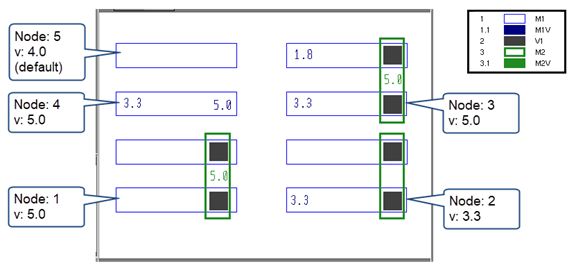 Node: 5
v: 4.0
(default)
1.8
5.0
Node: 4
v: 5.0
3.3
5.0
3.3
Node: 3
v: 5.0
5.0
Node: 1
v: 5.0
3.3
Node: 2
v: 3.3
1 M1
1.1 M1V
2 V1
3 M2
3.1 M2V